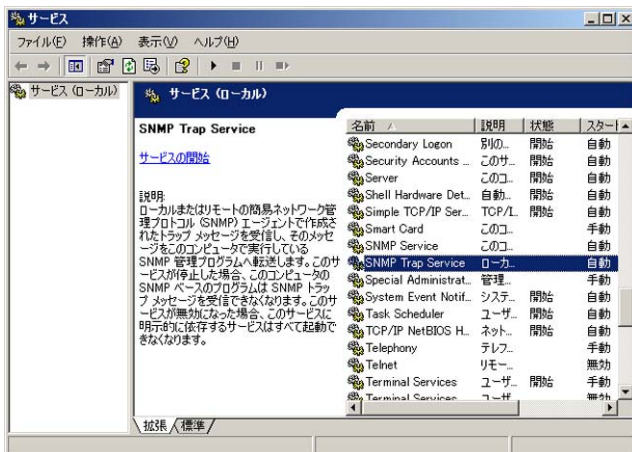 サービス
ファイル(F) 操作(A) 表示(V) ヘルプ(H)
サービス (ローカル)
サービス (ローカル)
SNMP Trap Service
サービスの開始
説明:
ローカルまたはリモートの簡易ネットワーク管
理プロトコル (SNMP) エージェントで作成さ
れたトラップ メッセージを受信し、そのメッセ
ージをこのコンピュータで実行している
SNMP 管理プログラムへ転送します。このサ
ービスが停止した場合、このコンピュータの
SNMP ベースのプログラムは SNMP トラッ
プ メッセージを受信できなくなります。このサ
ービスが無効になった場合、このサービスに
明示的に依存するサービスはすべて起動で
きなくなります。
名前 説明 状態 スタート
Secondary Logon 別の... 開始 自動
Security Accounts ... このサ... 開始 自動
Server このコ... 開始 自動
Shell Hardware Det... 自動... 開始 自動
Simple TCP/IP Ser... TCP/I... 開始 自動
Smart Card このコ... 手動
SNMP Service このコ... 開始 自動
SNMP Trap Service ローカ... 自動
Special Administrat... 管理... 手動
System Event Notif... システ... 開始 自動
Task Scheduler ユーザ... 開始 自動
TCP/IP NetBIOS H... ネット... 開始 自動
Telephony テレフ... 手動
Telnet リモー... 無効
Terminal Services ユーザ... 開始 手動
Terminal Services ユーザ 無効
拡張 標準